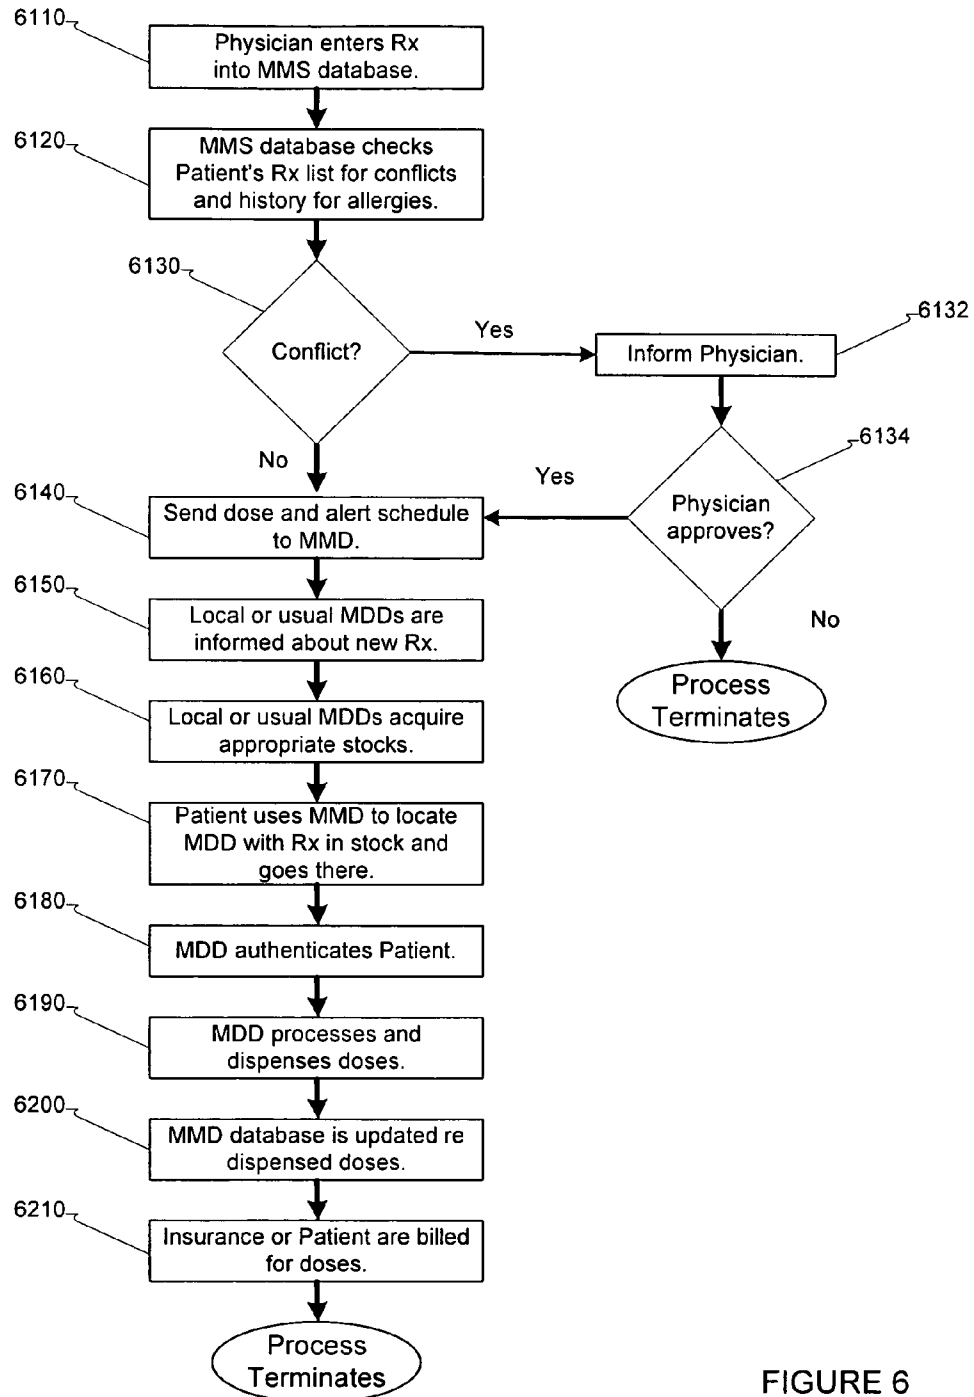 6110
Physician enters Rx
into MMS database.
6120
MMS database checks
Patient's Rx list for conflicts
and history for allergies.
6130
Conflict?
Yes
6132
Inform Physician.
6134
Physician
approves?
Yes
No
No
Process
Terminates
6140
Send dose and alert schedule
to MMD.
6150
Local or usual MDDs are
informed about new Rx.
6160
Local or usual MDDs acquire
appropriate stocks.
6170
Patient uses MMD to locate
MDD with Rx in stock and
goes there.
6180
MDD authenticates Patient.
6190
MDD processes and
dispenses doses.
6200
MMD database is updated re
dispensed doses.
6210
Insurance or Patient are billed
for doses.
Process
Terminates
FIGURE 6